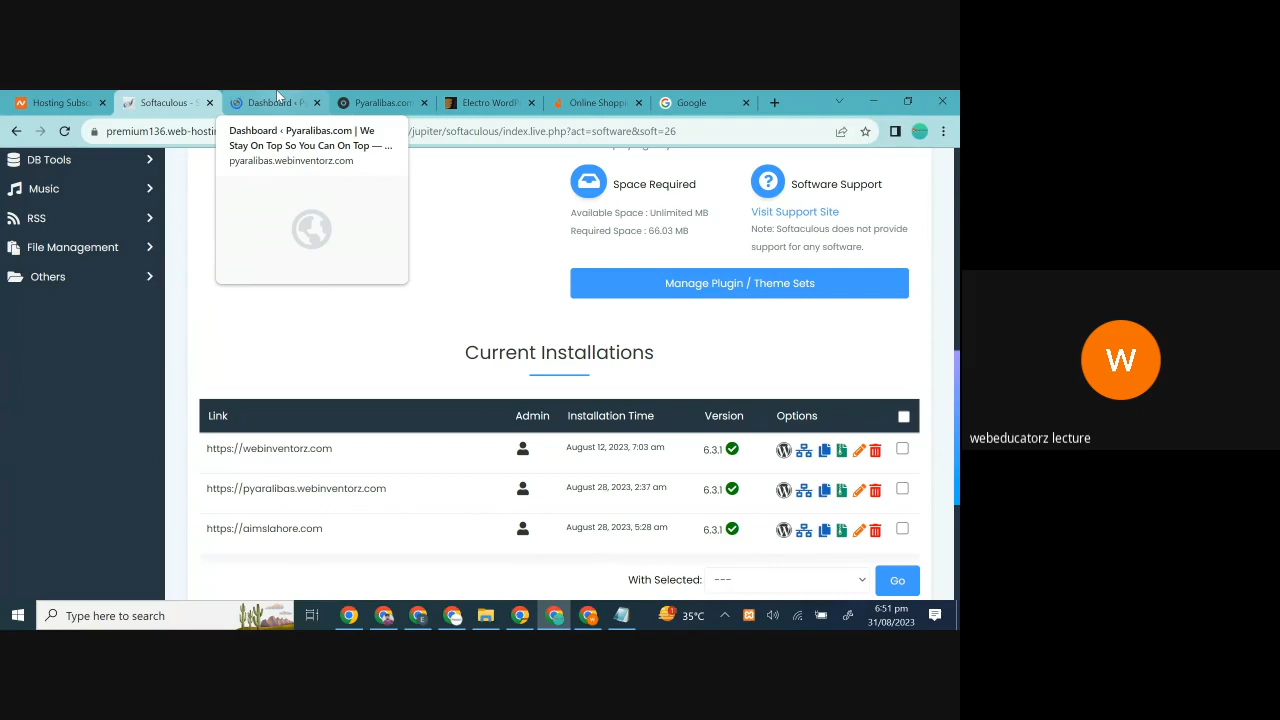 Hosting Subsc
Softaculous - S
Dashboard ‹ P
Pyaralibas.com
Electro WordPr
Online Shoppi
Google
premium136.web-hostin
/jupiter/softaculous/index.live.php?act=software&soft=26
Dashboard ‹ Pyaralibas.com | We
Stay On Top So You Can On Top — ...
pyaralibas.webinventorz.com
DB Tools
Music
RSS
File Management
Others
Space Required
Available Space : Unlimited MB
Required Space : 66.03 MB
Software Support
Visit Support Site
Note: Softaculous does not provide
support for any software.
Manage Plugin / Theme Sets
Current Installations
Link Admin Installation Time Version Options
https://webinventorz.com August 12, 2023, 7:03 am 6.3.1
https://pyaralibas.webinventorz.com August 28, 2023, 2:37 am 6.3.1
https://aimslahore.com August 28, 2023, 5:28 am 6.3.1
With Selected: --- Go
Type here to search
35°C
6:51 pm
31/08/2023
W
webeducatorz lecture